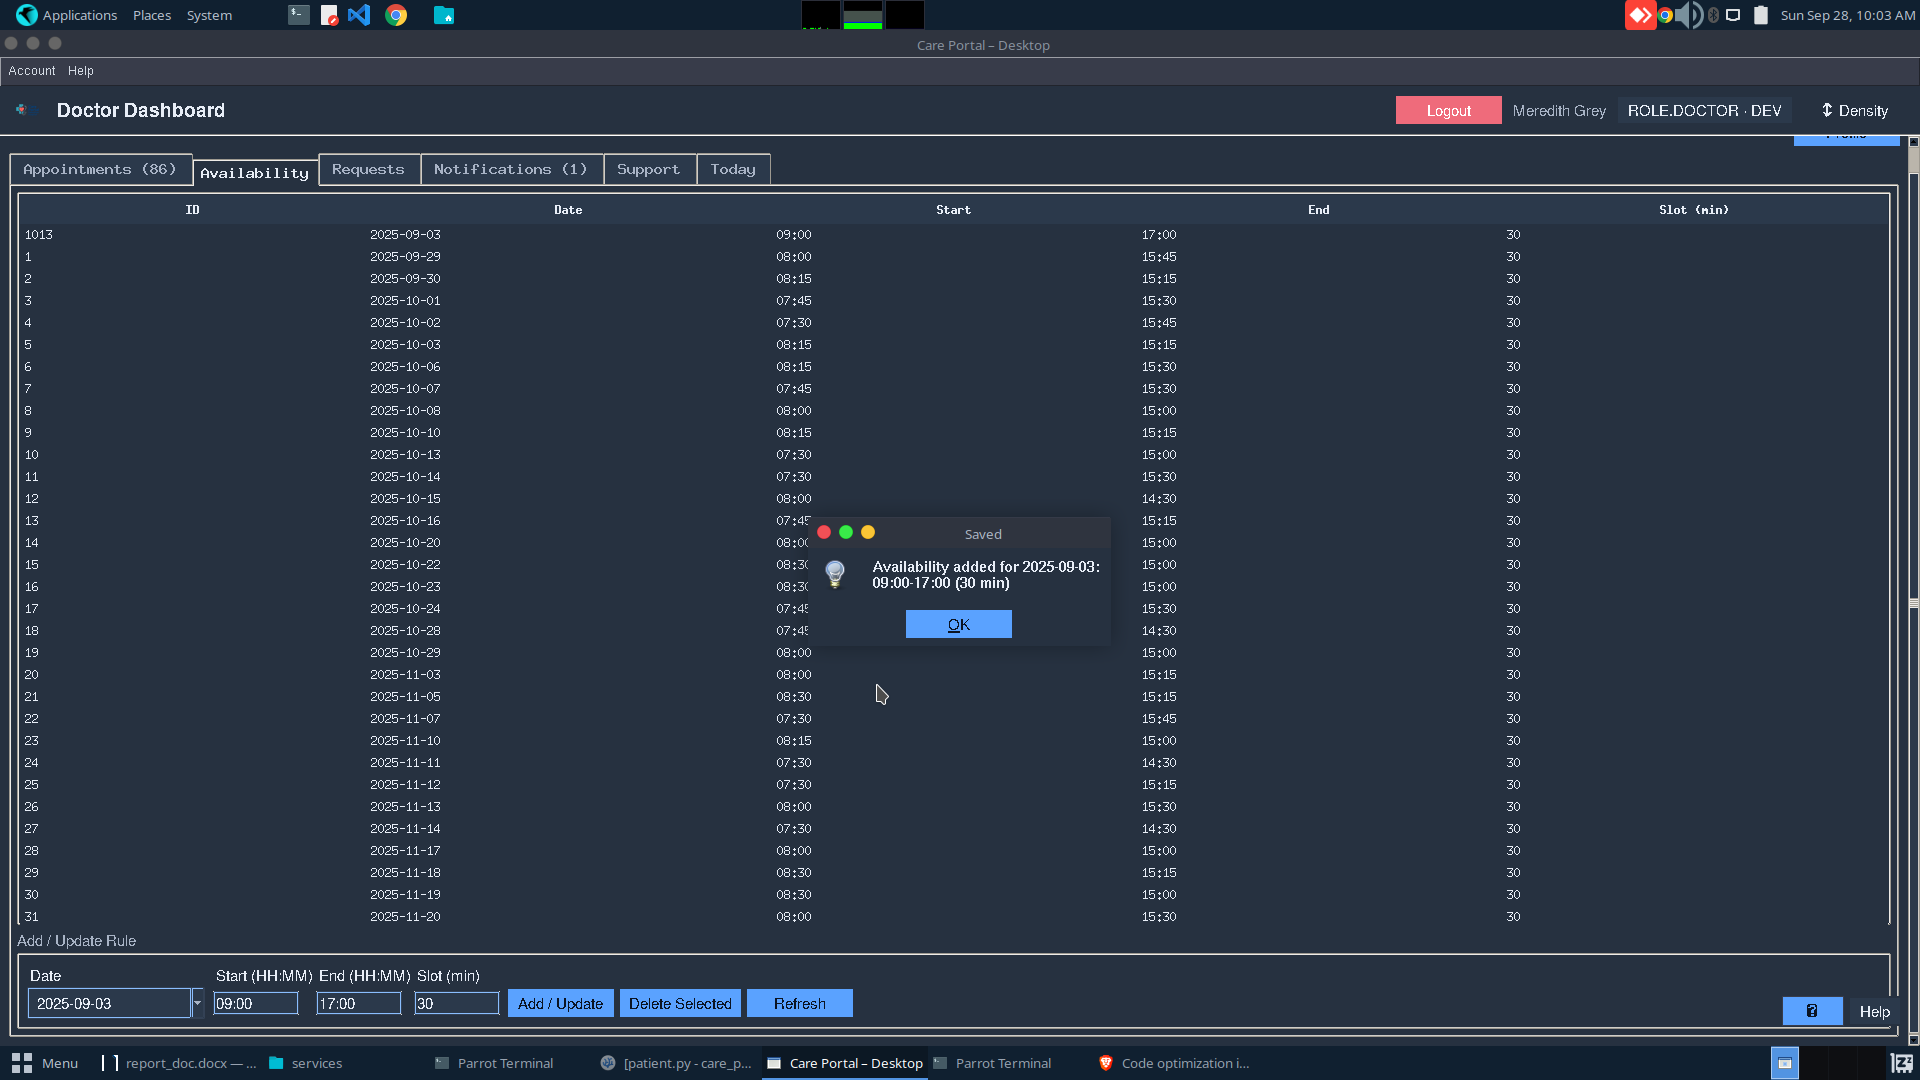 Applications Places System Sun Sep 28, 10:03 AM
Care Portal – Desktop
Account Help
Doctor Dashboard Logout Meredith Grey ROLE.DOCTOR · DEV ↕ Density
Appointments (86) Availability Requests Notifications (1) Support Today
ID Date Start End Slot (min)
1013 2025-09-03 09:00 17:00 30
1 2025-09-29 08:00 15:45 30
2 2025-09-30 08:15 15:15 30
3 2025-10-01 07:45 15:30 30
4 2025-10-02 07:30 15:45 30
5 2025-10-03 08:15 15:15 30
6 2025-10-06 08:15 15:30 30
7 2025-10-07 07:45 15:30 30
8 2025-10-08 08:00 15:00 30
9 2025-10-10 08:15 15:15 30
10 2025-10-13 07:30 15:00 30
11 2025-10-14 07:30 15:30 30
12 2025-10-15 08:00 14:30 30
13 2025-10-16 07:45 15:15 30
14 2025-10-20 08:00 15:00 30
15 2025-10-22 08:30 15:00 30
16 2025-10-23 08:30 15:00 30
17 2025-10-24 07:45 15:30 30
18 2025-10-28 07:45 14:30 30
19 2025-10-29 08:00 15:00 30
20 2025-11-03 08:00 15:15 30
21 2025-11-05 08:30 15:15 30
22 2025-11-07 07:30 15:45 30
23 2025-11-10 08:15 15:00 30
24 2025-11-11 07:30 14:30 30
25 2025-11-12 07:30 15:15 30
26 2025-11-13 08:00 15:30 30
27 2025-11-14 07:30 14:30 30
28 2025-11-17 08:00 15:00 30
29 2025-11-18 08:30 15:15 30
30 2025-11-19 08:30 15:00 30
31 2025-11-20 08:00 15:30 30
Saved
Availability added for 2025-09-03:
09:00-17:00 (30 min)
OK
Add / Update Rule
Date Start (HH:MM) End (HH:MM) Slot (min)
2025-09-03 09:00 17:00 30 Add / Update Delete Selected Refresh
? Help
Menu report_doc.docx — ... services Parrot Terminal [patient.py - care_p... Care Portal – Desktop Parrot Terminal Code optimization i...